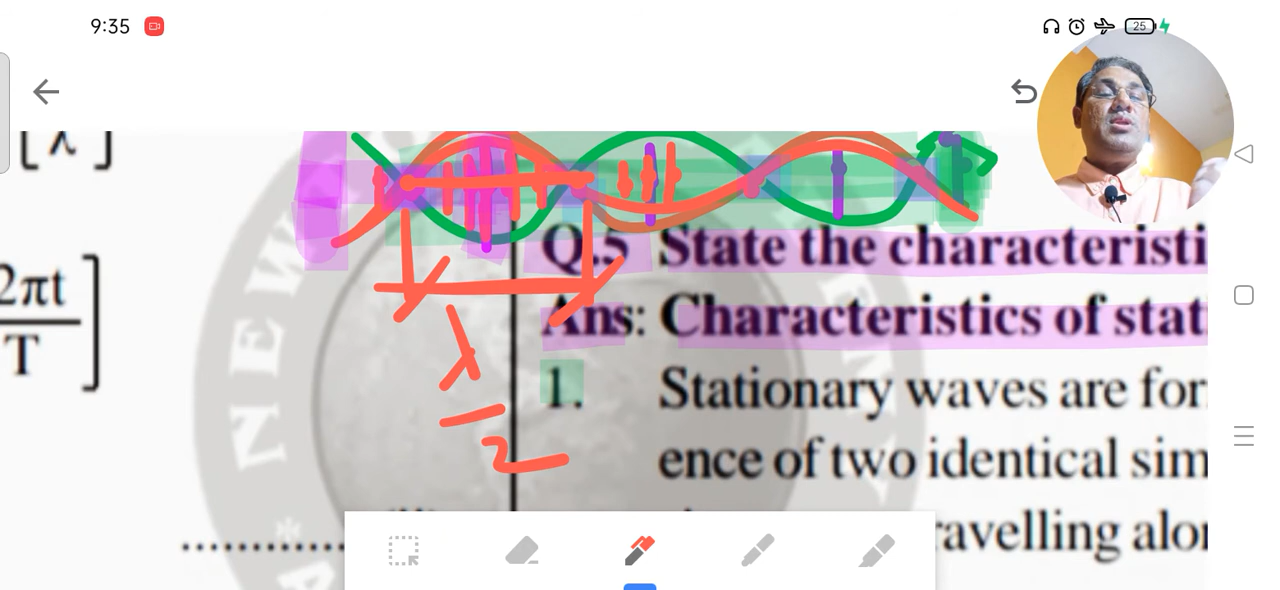 9:35
25
[ λ ]
2πt
T
]
λ
2
Q.5 State the characteristi
Ans: Characteristics of stat
1. Stationary waves are for
ence of two identical sim
ravelling alo
NEW
A